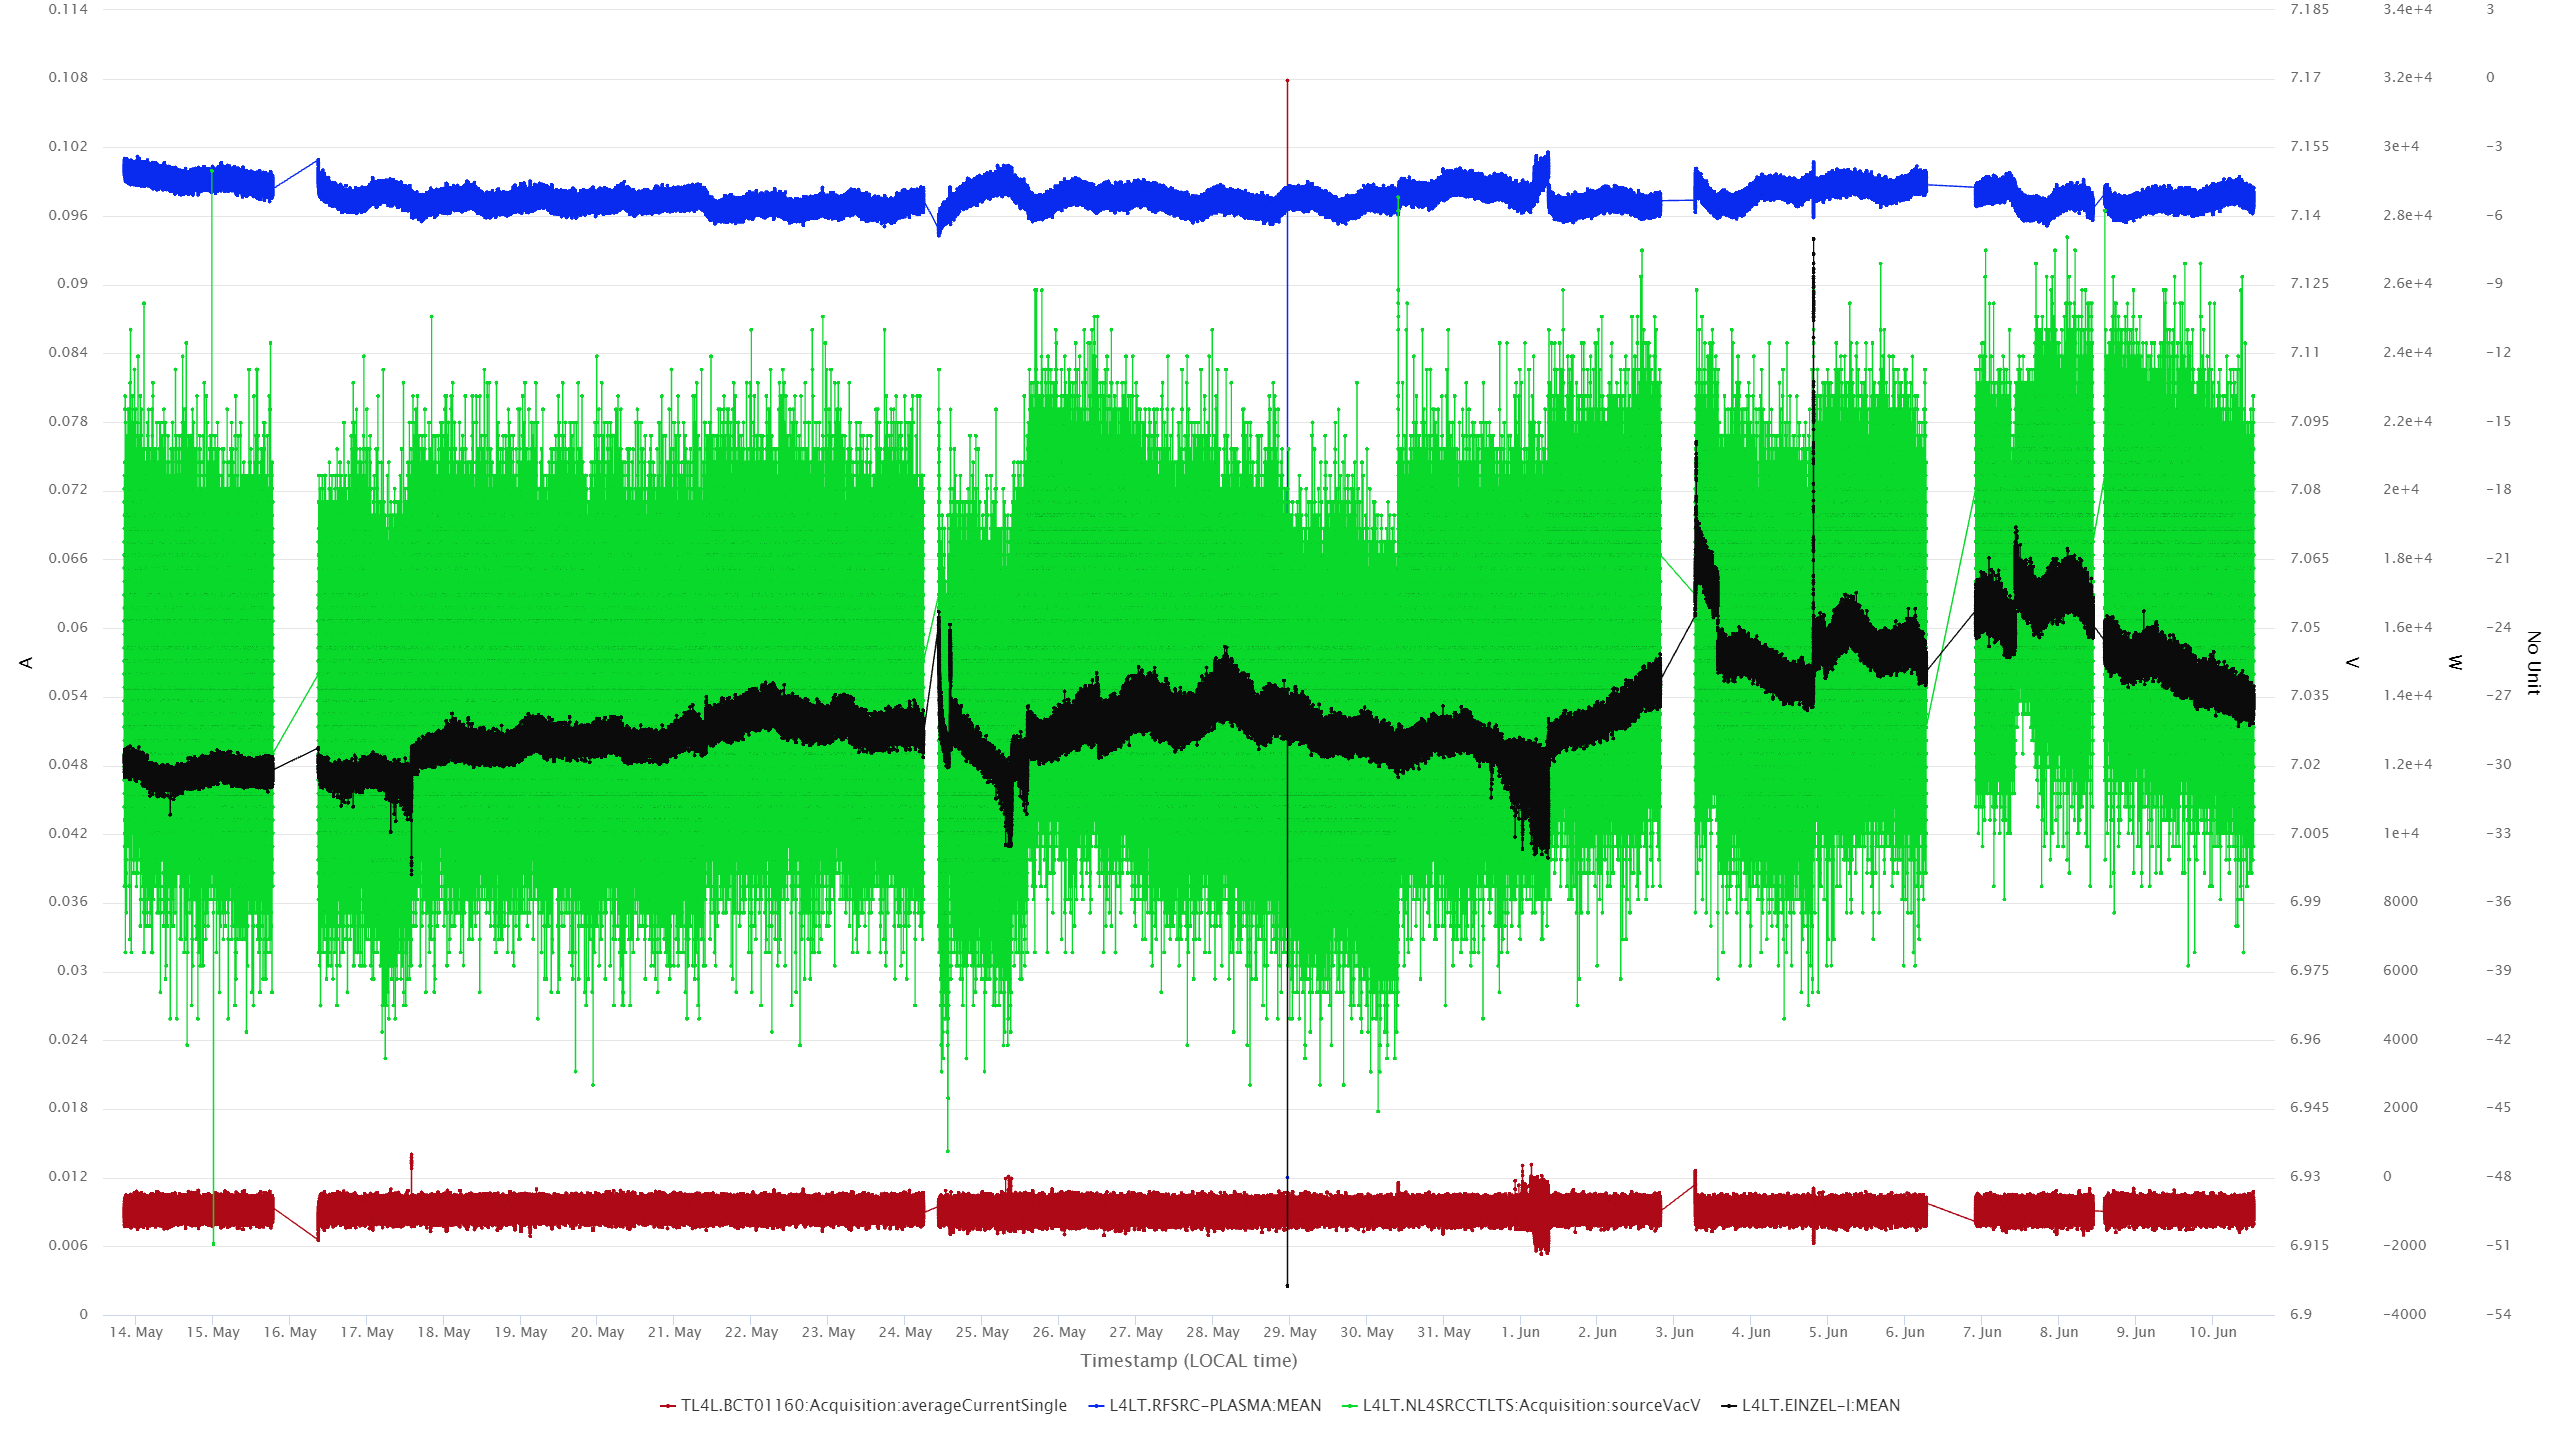 0.114 7.185 3.4e+4 3
0.108 7.17 3.2e+4 0
0.102 7.155 3e+4 -3
0.096 7.14 2.8e+4 -6
0.09 7.125 2.6e+4 -9
0.084 7.11 2.4e+4 -12
0.078 7.095 2.2e+4 -15
0.072 7.08 2e+4 -18
0.066 7.065 1.8e+4 -21
0.06 7.05 1.6e+4 -24
A V W No Unit
0.054 7.035 1.4e+4 -27
0.048 7.02 1.2e+4 -30
0.042 7.005 1e+4 -33
0.036 6.99 8000 -36
0.03 6.975 6000 -39
0.024 6.96 4000 -42
0.018 6.945 2000 -45
0.012 6.93 0 -48
0.006 6.915 -2000 -51
0 6.9 -4000 -54
14. May 15. May 16. May 17. May 18. May 19. May 20. May 21. May 22. May 23. May 24. May 25. May 26. May 27. May 28. May 29. May 30. May 31. May 1. Jun 2. Jun 3. Jun 4. Jun 5. Jun 6. Jun 7. Jun 8. Jun 9. Jun 10. Jun
Timestamp (LOCAL time)
TL4L.BCT01160:Acquisition:averageCurrentSingle L4LT.RFSRC-PLASMA:MEAN L4LT.NL4SRCCTLTS:Acquisition:sourceVacV L4LT.EINZEL-I:MEAN